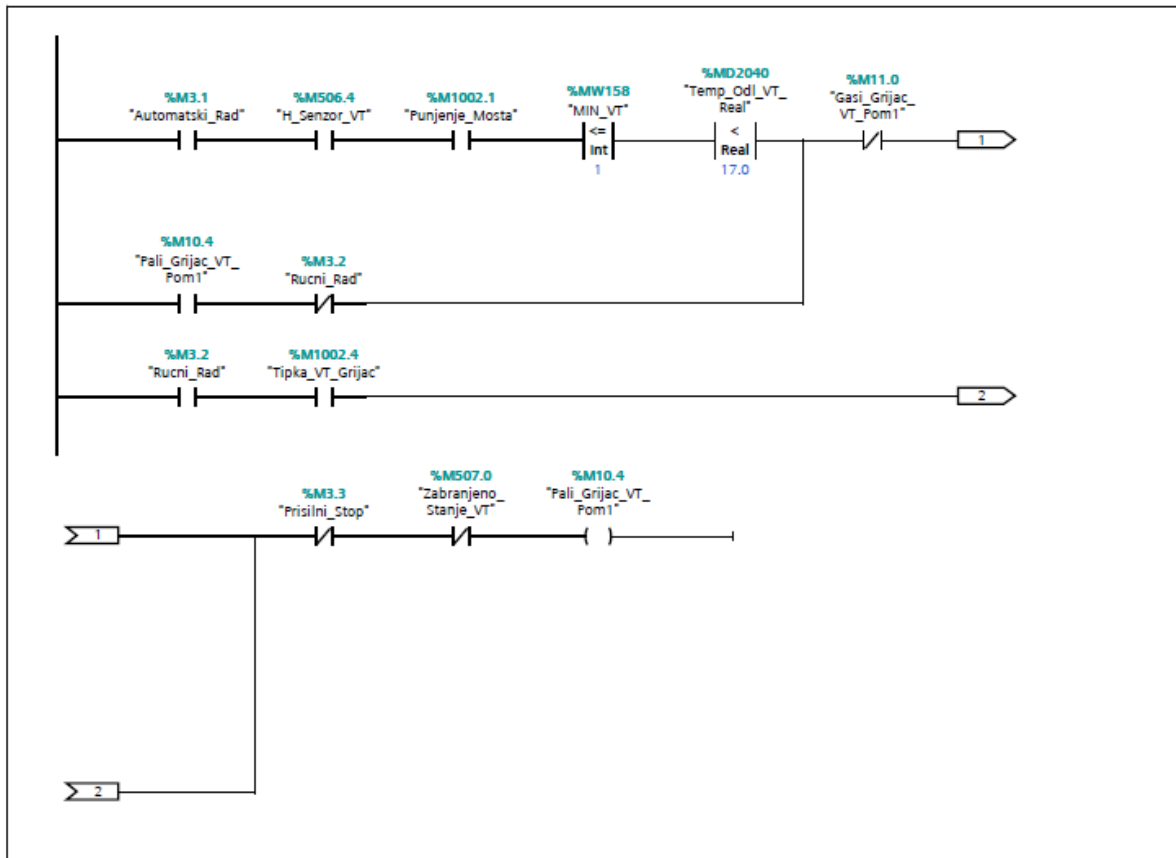 %M3.1
"Automatski_Rad"
%M506.4
"H_Senzor_VT"
%M1002.1
"Punjenje_Mosta"
%MW158
"MIN_VT"
<=
Int
1
%MD2040
"Temp_Odl_VT_
Real"
<
Real
17.0
%M11.0
"Gasi_Grijac_
VT_Pom1"
1
%M10.4
"Pali_Grijac_VT_
Pom1"
%M3.2
"Rucni_Rad"
%M3.2
"Rucni_Rad"
%M1002.4
"Tipka_VT_Grijac"
2
1
%M3.3
"Prisilni_Stop"
%M507.0
"Zabranjeno_
Stanje_VT"
%M10.4
"Pali_Grijac_VT_
Pom1"
2